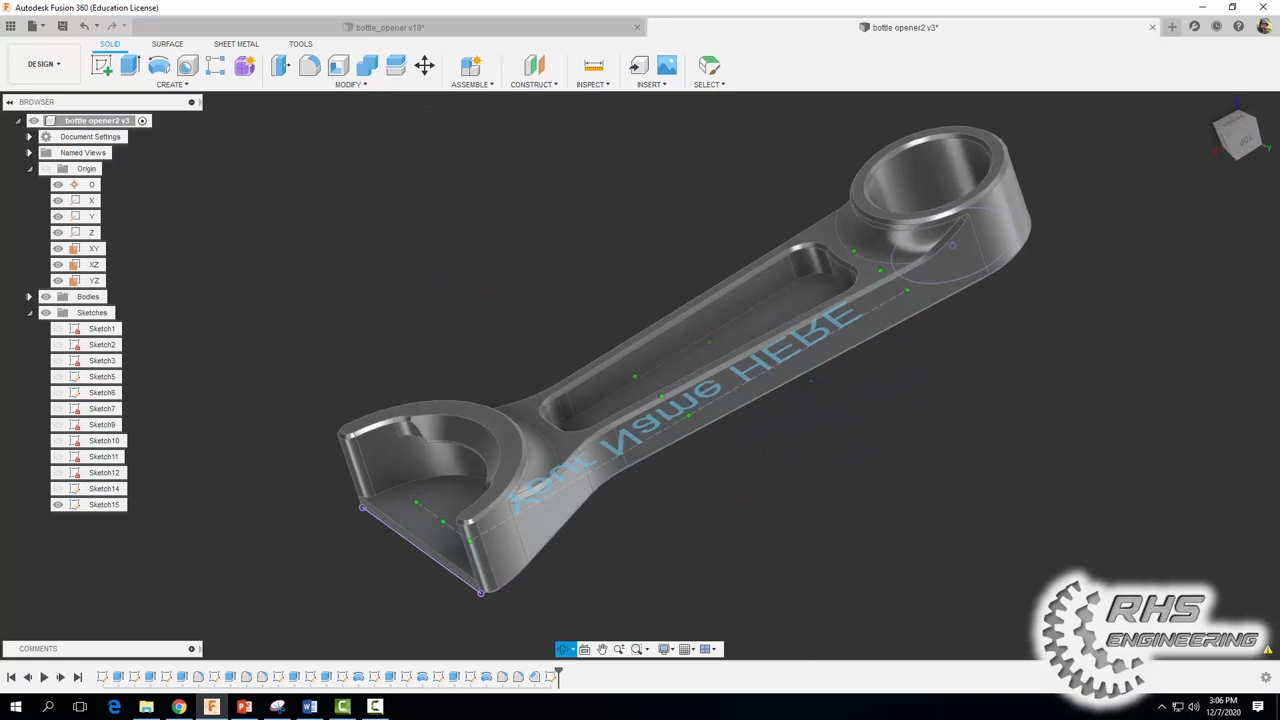 Autodesk Fusion 360 (Education License)
bottle_opener v19*
bottle opener2 v3*
DESIGN
SOLID
SURFACE
SHEET METAL
TOOLS
CREATE
MODIFY
ASSEMBLE
CONSTRUCT
INSPECT
INSERT
SELECT
BROWSER
bottle opener2 v3
Document Settings
Named Views
Origin
O
X
Y
Z
XY
XZ
YZ
Bodies
Sketches
Sketch1
Sketch2
Sketch3
Sketch5
Sketch6
Sketch7
Sketch9
Sketch10
Sketch11
Sketch12
Sketch14
Sketch15
TOP
Z
Y
Your Name HERE
COMMENTS
RHS
ENGINEERING
3:06 PM
12/7/2020